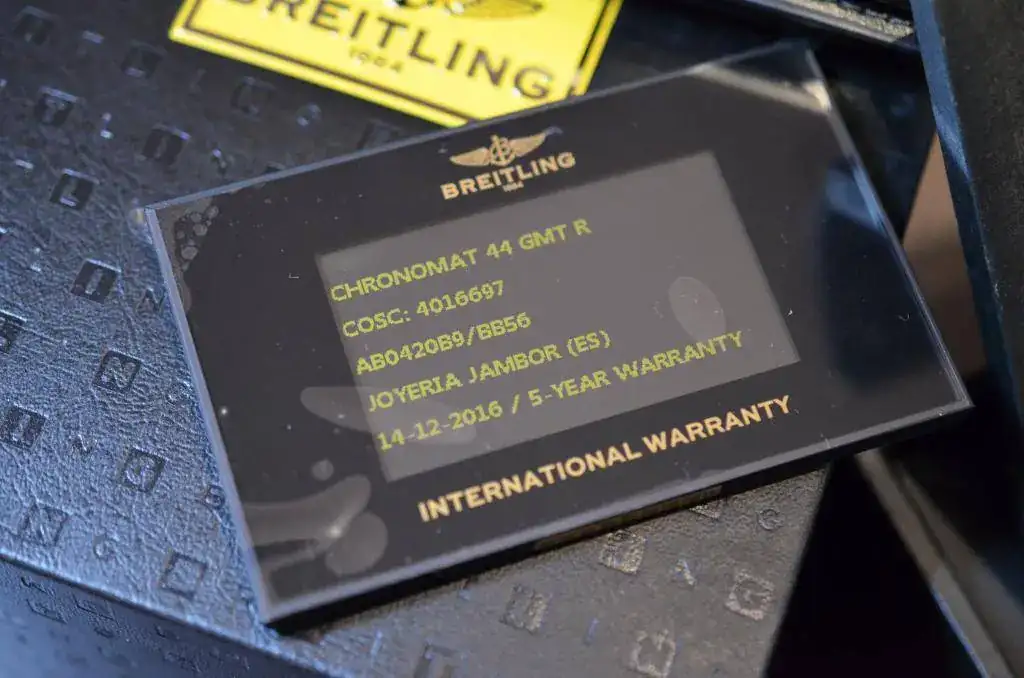 BREITLING
1884
BREITLING
1884
CHRONOMAT 44 GMT R
COSC: 4016697
AB0420B9/BB56
JOYERIA JAMBOR (ES)
14-12-2016 / 5-YEAR WARRANTY
INTERNATIONAL WARRANTY